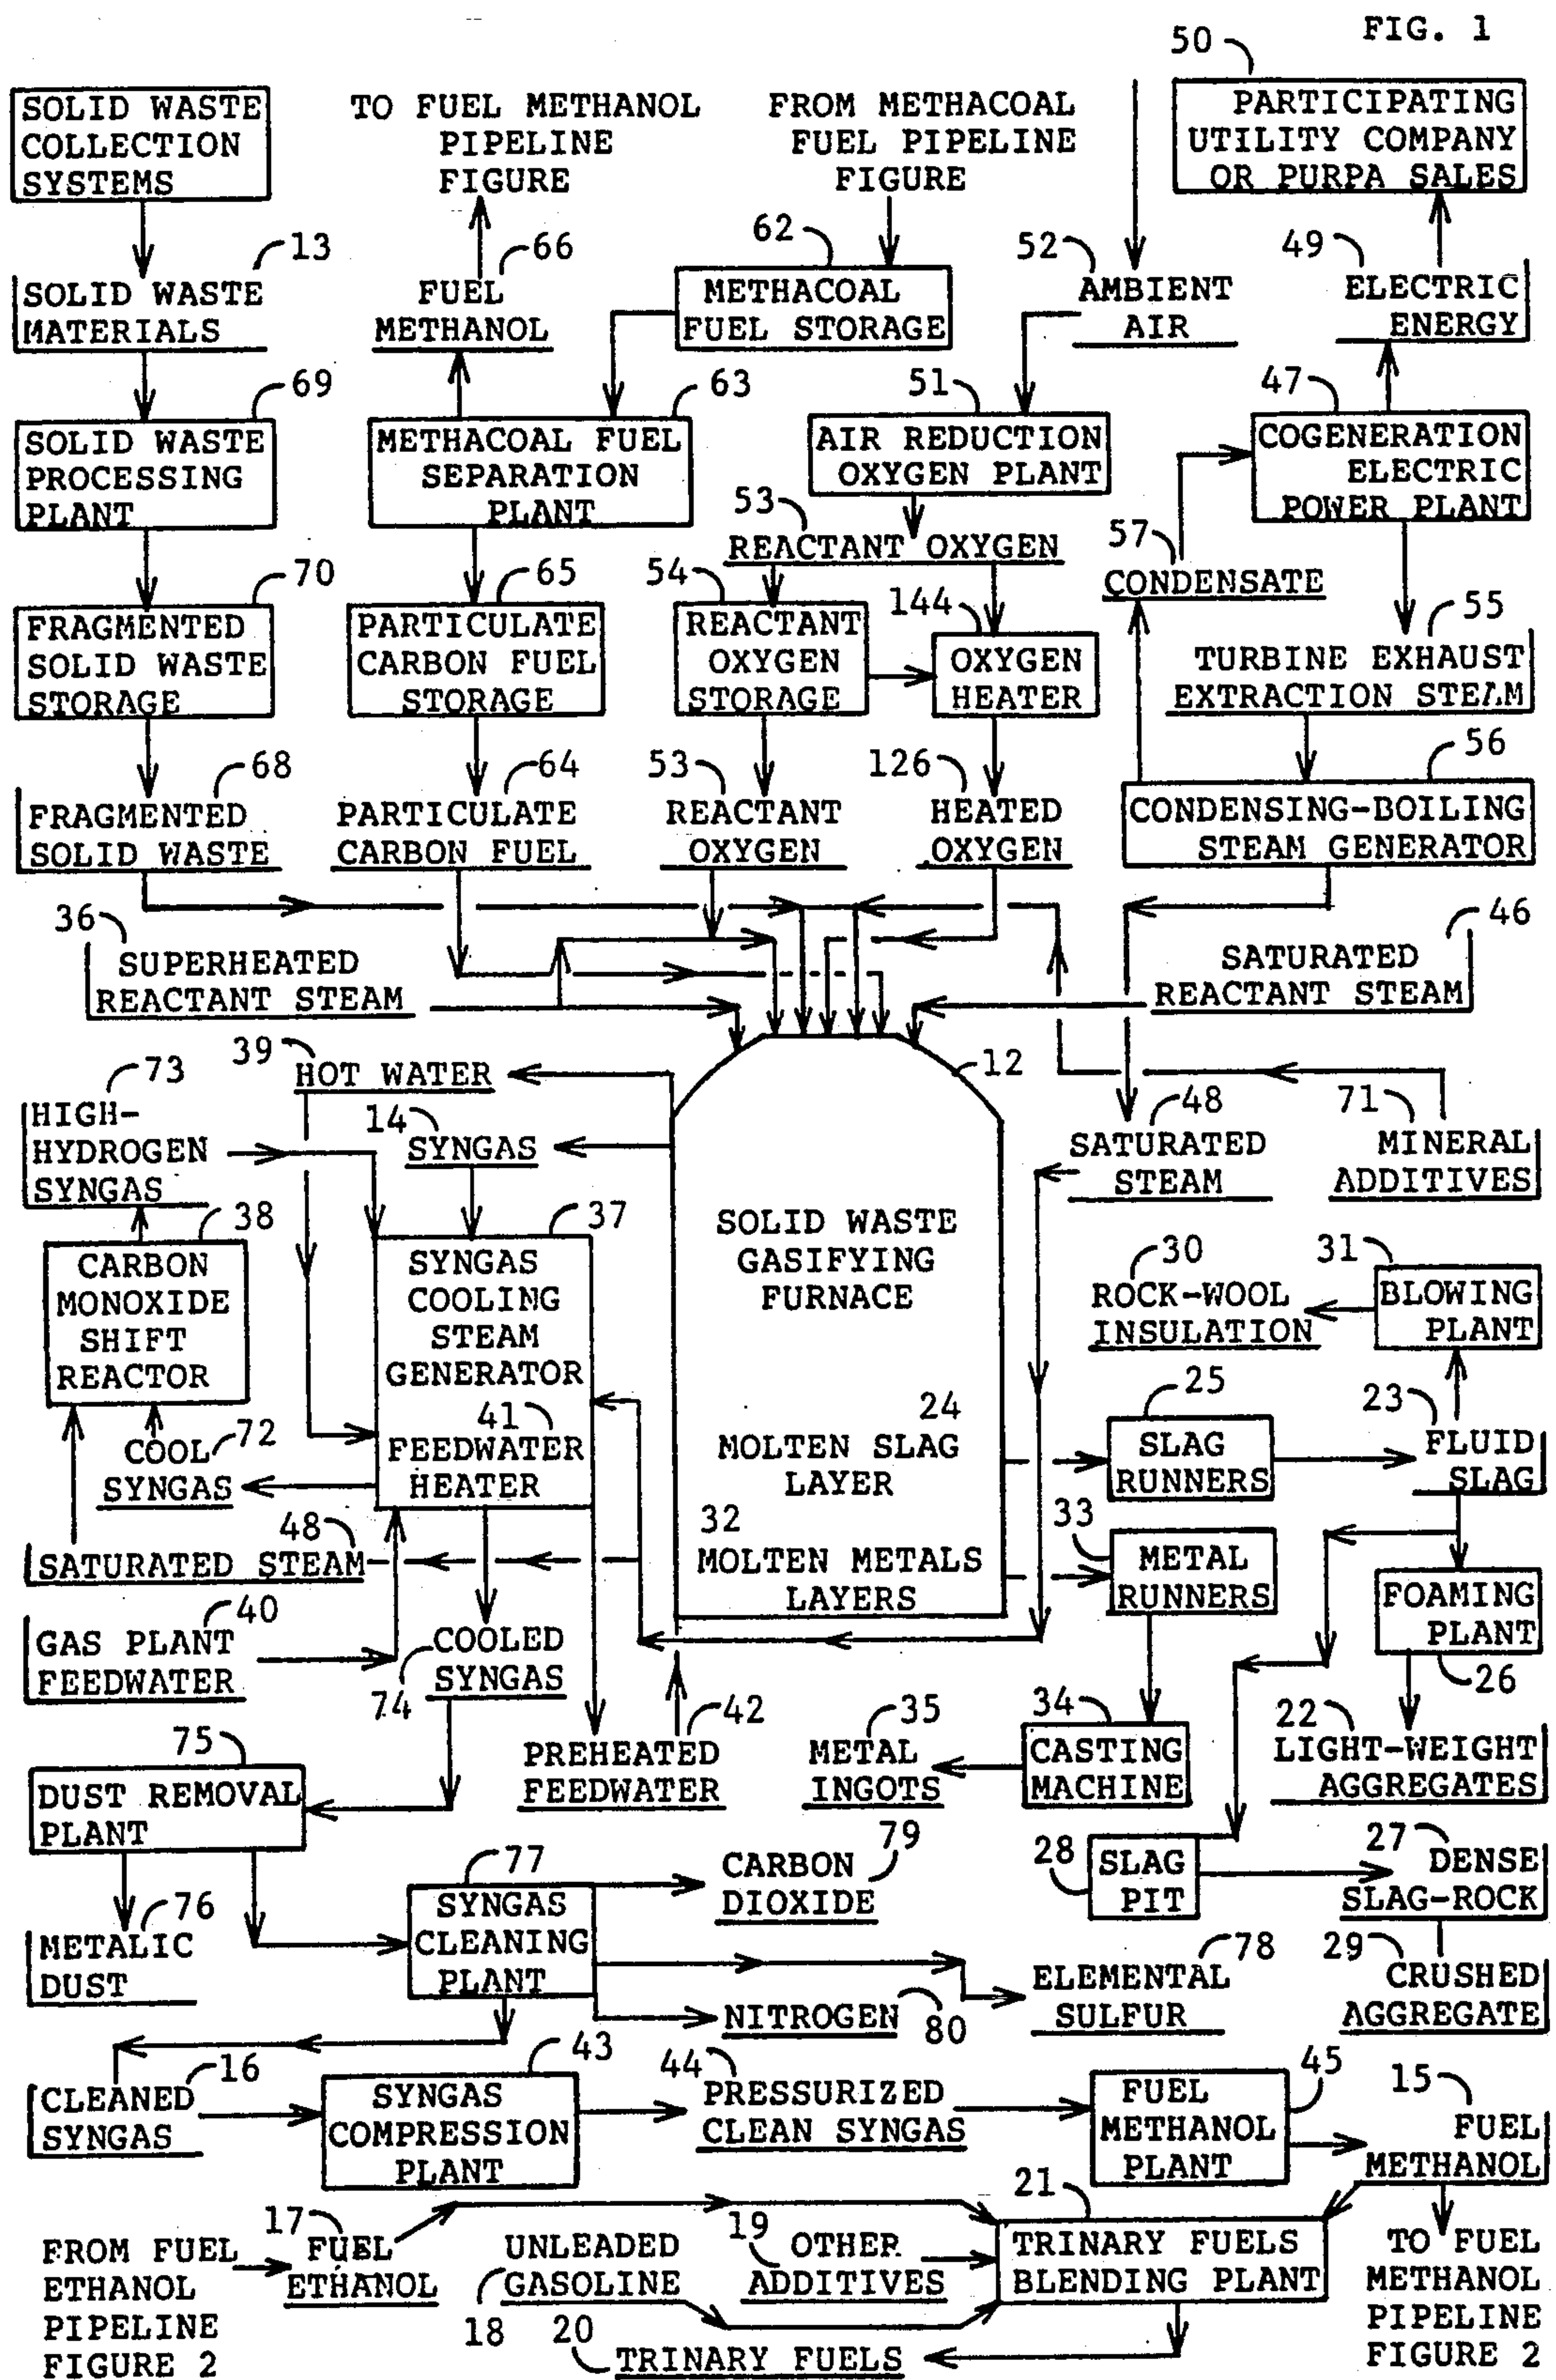 FIG. 1
50
SOLID WASTE
COLLECTION
SYSTEMS
TO FUEL METHANOL
PIPELINE
FIGURE
FROM METHACOAL
FUEL PIPELINE
FIGURE
PARTICIPATING
UTILITY COMPANY
OR PURPA SALES
13
SOLID WASTE
MATERIALS
66
FUEL
METHANOL
62
METHACOAL
FUEL STORAGE
52
AMBIENT
AIR
49
ELECTRIC
ENERGY
69
SOLID WASTE
PROCESSING
PLANT
63
METHACOAL FUEL
SEPARATION
PLANT
51
AIR REDUCTION
OXYGEN PLANT
47
COGENERATION
ELECTRIC
POWER PLANT
53
REACTANT OXYGEN
57
CONDENSATE
70
FRAGMENTED
SOLID WASTE
STORAGE
65
PARTICULATE
CARBON FUEL
STORAGE
54
REACTANT
OXYGEN
STORAGE
144
OXYGEN
HEATER
55
TURBINE EXHAUST
EXTRACTION STEAM
68
FRAGMENTED
SOLID WASTE
64
PARTICULATE
CARBON FUEL
53
REACTANT
OXYGEN
126
HEATED
OXYGEN
56
CONDENSING-BOILING
STEAM GENERATOR
36
SUPERHEATED
REACTANT STEAM
46
SATURATED
REACTANT STEAM
39
HOT WATER
12
73
HIGH-
HYDROGEN
SYNGAS
14
SYNGAS
48
SATURATED
STEAM
71
MINERAL
ADDITIVES
38
CARBON
MONOXIDE
SHIFT
REACTOR
37
SYNGAS
COOLING
STEAM
GENERATOR
41
FEEDWATER
HEATER
SOLID WASTE
GASIFYING
FURNACE
24
MOLTEN SLAG
LAYER
32
MOLTEN METALS
LAYERS
30
ROCK-WOOL
INSULATION
31
BLOWING
PLANT
25
SLAG
RUNNERS
23
FLUID
SLAG
COOL 72
SYNGAS
48
SATURATED STEAM
33
METAL
RUNNERS
FOAMING
PLANT
26
40
GAS PLANT
FEEDWATER
COOLED
SYNGAS
74
42
PREHEATED
FEEDWATER
35
METAL
INGOTS
34
CASTING
MACHINE
22
LIGHT-WEIGHT
AGGREGATES
75
DUST REMOVAL
PLANT
76
METALIC
DUST
77
SYNGAS
CLEANING
PLANT
79
CARBON
DIOXIDE
28
SLAG
PIT
27
DENSE
SLAG-ROCK
78
ELEMENTAL
SULFUR
29
CRUSHED
AGGREGATE
NITROGEN
80
16
CLEANED
SYNGAS
43
SYNGAS
COMPRESSION
PLANT
44
PRESSURIZED
CLEAN SYNGAS
45
FUEL
METHANOL
PLANT
15
FUEL
METHANOL
FROM FUEL
ETHANOL
PIPELINE
FIGURE 2
17
FUEL
ETHANOL
UNLEADED
GASOLINE
18
19
OTHER
ADDITIVES
21
TRINARY FUELS
BLENDING PLANT
TO FUEL
METHANOL
PIPELINE
FIGURE 2
20
TRINARY FUELS